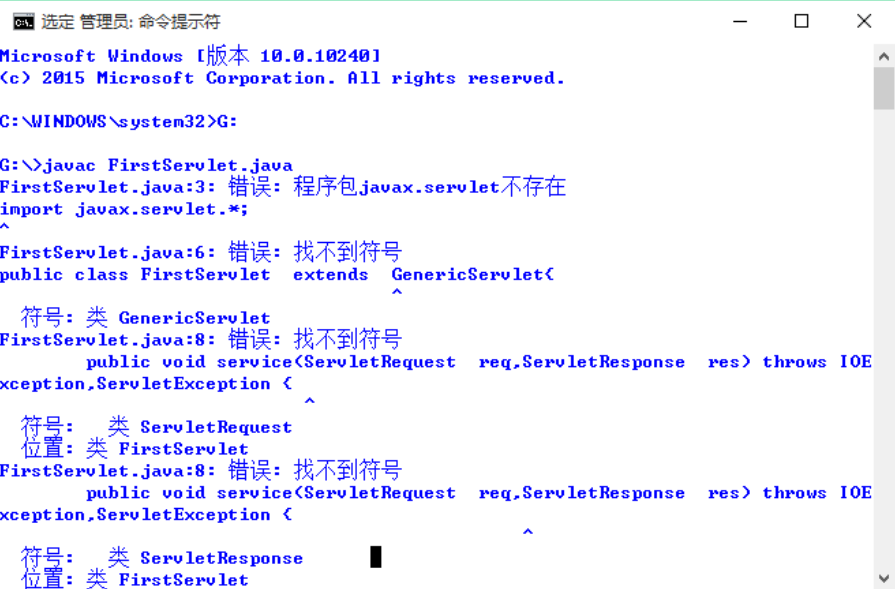 选定 管理员: 命令提示符
Microsoft Windows [版本 10.0.10240]
(c) 2015 Microsoft Corporation. All rights reserved.
C:\WINDOWS\system32>G:
G:\>javac FirstServlet.java
FirstServlet.java:3: 错误: 程序包javax.servlet不存在
import javax.servlet.*;
^
FirstServlet.java:6: 错误: 找不到符号
public class FirstServlet  extends  GenericServlet{
^
符号: 类 GenericServlet
FirstServlet.java:8: 错误: 找不到符号
public void service(ServletRequest  req,ServletResponse  res) throws IOE
xception,ServletException {
^
符号:   类 ServletRequest
位置: 类 FirstServlet
FirstServlet.java:8: 错误: 找不到符号
public void service(ServletRequest  req,ServletResponse  res) throws IOE
xception,ServletException {
^
符号:   类 ServletResponse
位置: 类 FirstServlet